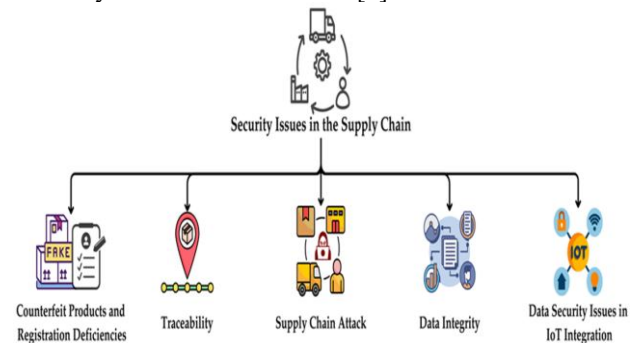 Security Issues in the Supply Chain
FAKE
IOT
Counterfeit Products and
Registration Deficiencies
Traceability
Supply Chain Attack
Data Integrity
Data Security Issues in
IoT Integration